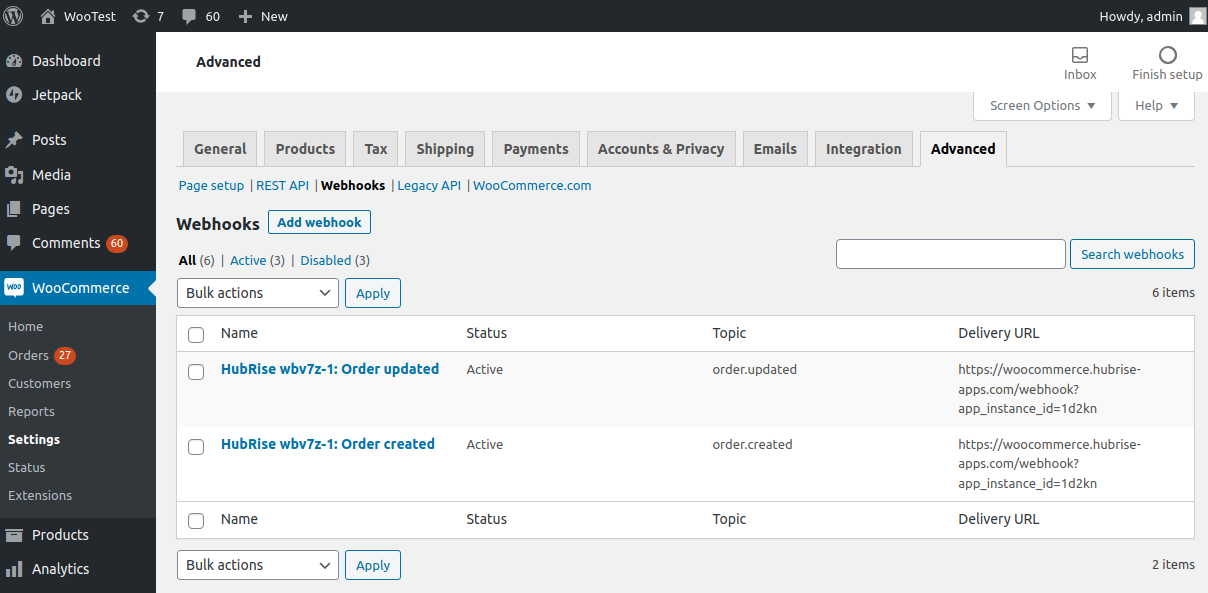 WooTest 7 60 New Howdy, admin
Dashboard
Jetpack
Posts
Media
Pages
Comments 60
WooCommerce
Home
Orders 27
Customers
Reports
Settings
Status
Extensions
Products
Analytics
Advanced
Inbox
Finish setup
Screen Options
Help
General Products Tax Shipping Payments Accounts & Privacy Emails Integration Advanced
Page setup | REST API | Webhooks | Legacy API | WooCommerce.com
Webhooks Add webhook
All (6) | Active (3) | Disabled (3)
Search webhooks
Bulk actions Apply
6 items
Name Status Topic Delivery URL
HubRise wbv7z-1: Order updated Active order.updated https://woocommerce.hubrise-
apps.com/webhook?
app_instance_id=1d2kn
HubRise wbv7z-1: Order created Active order.created https://woocommerce.hubrise-
apps.com/webhook?
app_instance_id=1d2kn
Name Status Topic Delivery URL
Bulk actions Apply
2 items